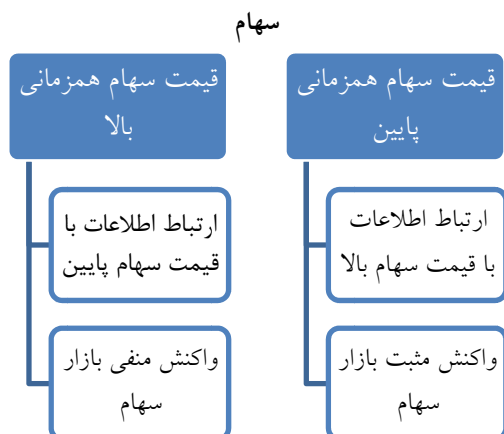 سهام
قیمت سهام همزمانی
پایین
ارتباط اطلاعات
با قیمت سهام بالا
واکنش مثبت بازار
سهام
قیمت سهام همزمانی
بالا
ارتباط اطلاعات با
قیمت سهام پایین
واکنش منفی بازار
سهام